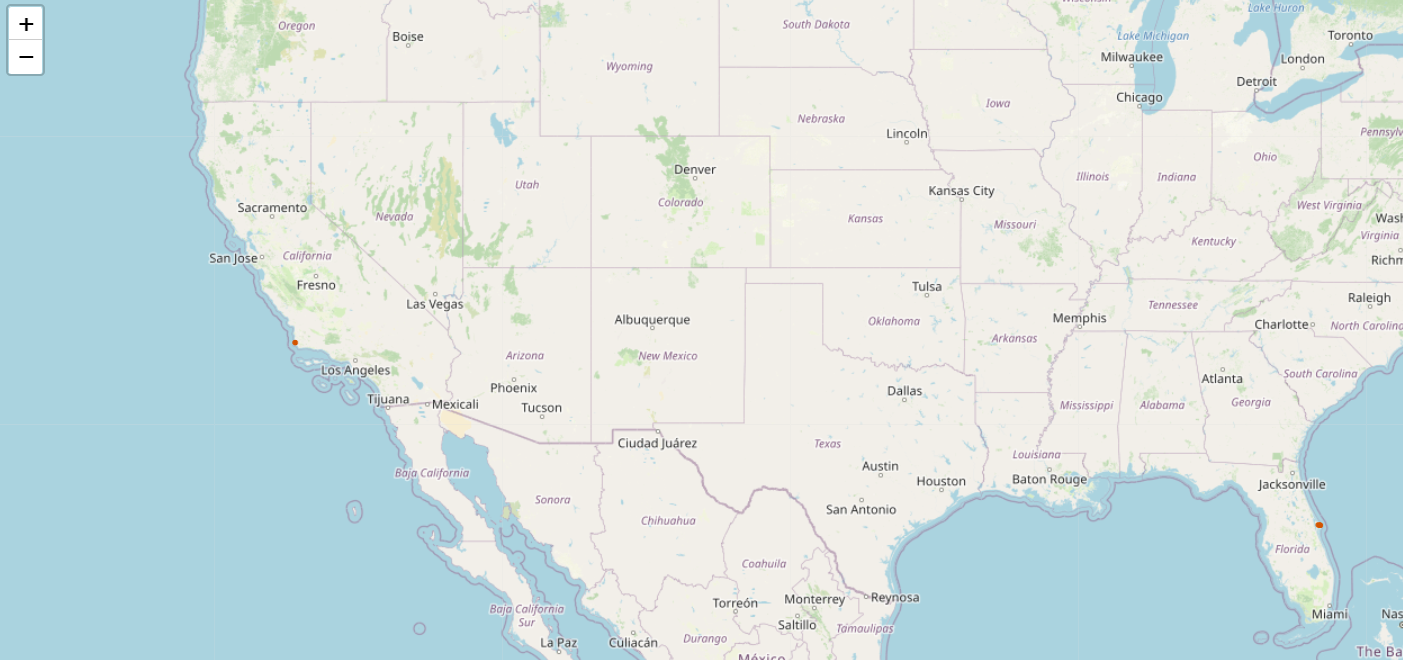 +
−
Oregon
Boise
South Dakota
Wisconsin
Lake Huron
Lake Michigan
Toronto
Milwaukee
London
Wyoming
Detroit
Chicago
Iowa
Nebraska
Lincoln
Pennsylv
Ohio
Denver
Utah
Illinois
Indiana
Kansas City
Colorado
Sacramento
Nevada
Kansas
Missouri
West Virginia
Wash
Virginia
Kentucky
San Jose
California
Richm
Fresno
Tulsa
Las Vegas
Raleigh
Tennessee
Albuquerque
Oklahoma
Memphis
Charlotte
North Carolina
Arkansas
Arizona
New Mexico
Los Angeles
South Carolina
Atlanta
Phoenix
Dallas
Tijuana
Mexicali
Tucson
Mississippi
Alabama
Georgia
Ciudad Juárez
Texas
Louisiana
Baja California
Austin
Houston
Baton Rouge
Jacksonville
Sonora
San Antonio
Chihuahua
Florida
Coahuila
Baja California
Sur
Torreón
Monterrey
Reynosa
Miami
Nas
Saltillo
Tamaulipas
La Paz
Culiacán
Durango
México
The Ba